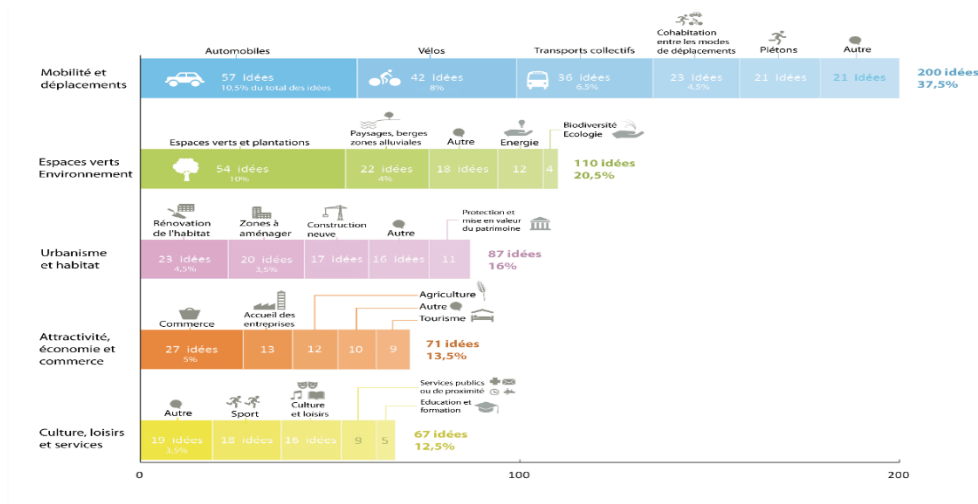 Automobiles
Vélos
Transports collectifs
Cohabitation
entre les modes
de déplacements
Piétons
Autre
Mobilité et
déplacements
57 idées
10,5% du total des idées
42 idées
8%
36 idées
6,5%
23 idées
4,5%
21 idées
21 idées
200 idées
37,5%
Espaces verts et plantations
Paysages, berges
zones alluviales
Autre
Energie
Biodiversité
Ecologie
Espaces verts
Environnement
54 idées
10%
22 idées
4%
18 idées
12
4
110 idées
20,5%
Rénovation
de l'habitat
Zones à
aménager
Construction
neuve
Autre
Protection et
mise en valeur
du patrimoine
Urbanisme
et habitat
23 idées
4,5%
20 idées
3,5%
17 idées
16 idées
11
87 idées
16%
Commerce
Accueil des
entreprises
Agriculture
Autre
Tourisme
Attractivité,
économie et
commerce
27 idées
5%
13
12
10
9
71 idées
13,5%
Autre
Sport
Culture
et loisirs
Services publics
ou de proximité
Education et
formation
Culture, loisirs
et services
19 idées
3,5%
18 idées
16 idées
9
5
67 idées
12,5%
0
100
200